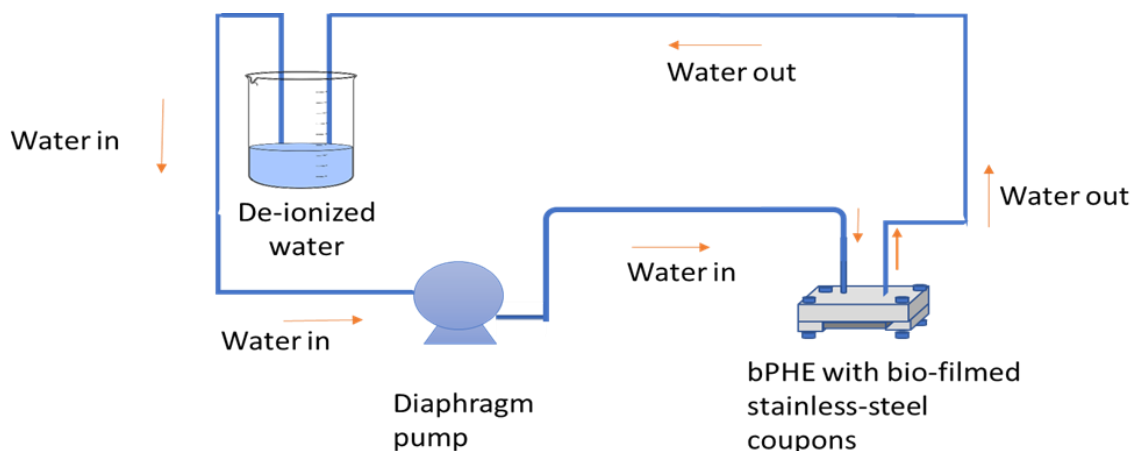 Water out
Water in
De-ionized
water
Water out
Water in
Water in
Diaphragm
pump
bPHE with bio-filmed
stainless-steel
coupons